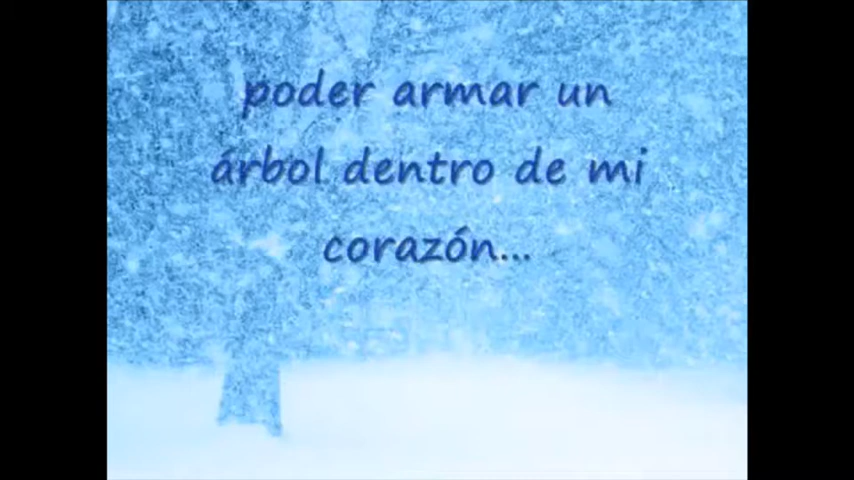 poder armar un
árbol dentro de mi
corazón...